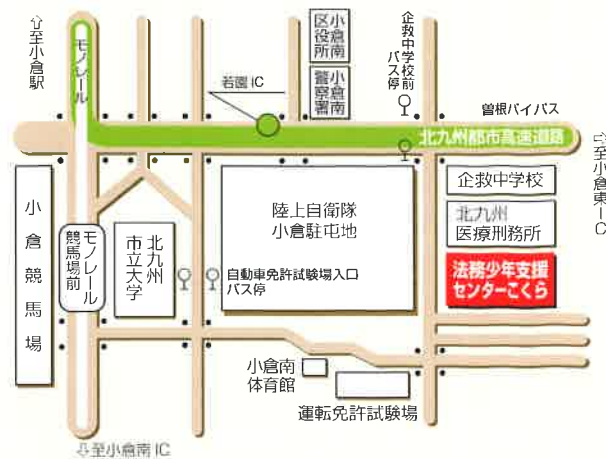 ⇧至小倉駅
モノレール
小倉南
区役所
小倉南
警察署
企救中学校前
バス停
若園IC
曽根バイパス
北九州都市高速道路
⇧至小倉東IC
小倉競馬場
モノレール
競馬場前
北九州
市立大学
陸上自衛隊
小倉駐屯地
自動車免許試験場入口
バス停
企救中学校
北九州
医療刑務所
法務少年支援
センターこくら
小倉南
体育館
運転免許試験場
⇩至小倉南IC